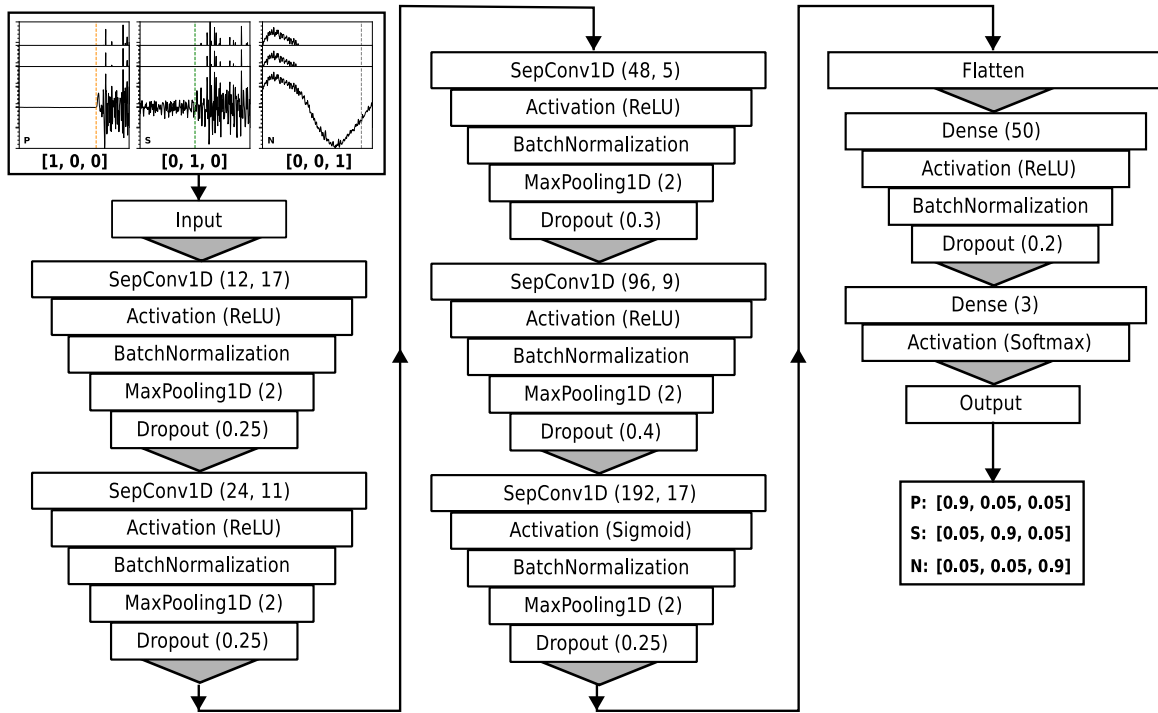 P
S
N
[1, 0, 0]
[0, 1, 0]
[0, 0, 1]
Input
SepConv1D (12, 17)
Activation (ReLU)
BatchNormalization
MaxPooling1D (2)
Dropout (0.25)
SepConv1D (24, 11)
Activation (ReLU)
BatchNormalization
MaxPooling1D (2)
Dropout (0.25)
SepConv1D (48, 5)
Activation (ReLU)
BatchNormalization
MaxPooling1D (2)
Dropout (0.3)
SepConv1D (96, 9)
Activation (ReLU)
BatchNormalization
MaxPooling1D (2)
Dropout (0.4)
SepConv1D (192, 17)
Activation (Sigmoid)
BatchNormalization
MaxPooling1D (2)
Dropout (0.25)
Flatten
Dense (50)
Activation (ReLU)
BatchNormalization
Dropout (0.2)
Dense (3)
Activation (Softmax)
Output
P: [0.9, 0.05, 0.05]
S: [0.05, 0.9, 0.05]
N: [0.05, 0.05, 0.9]